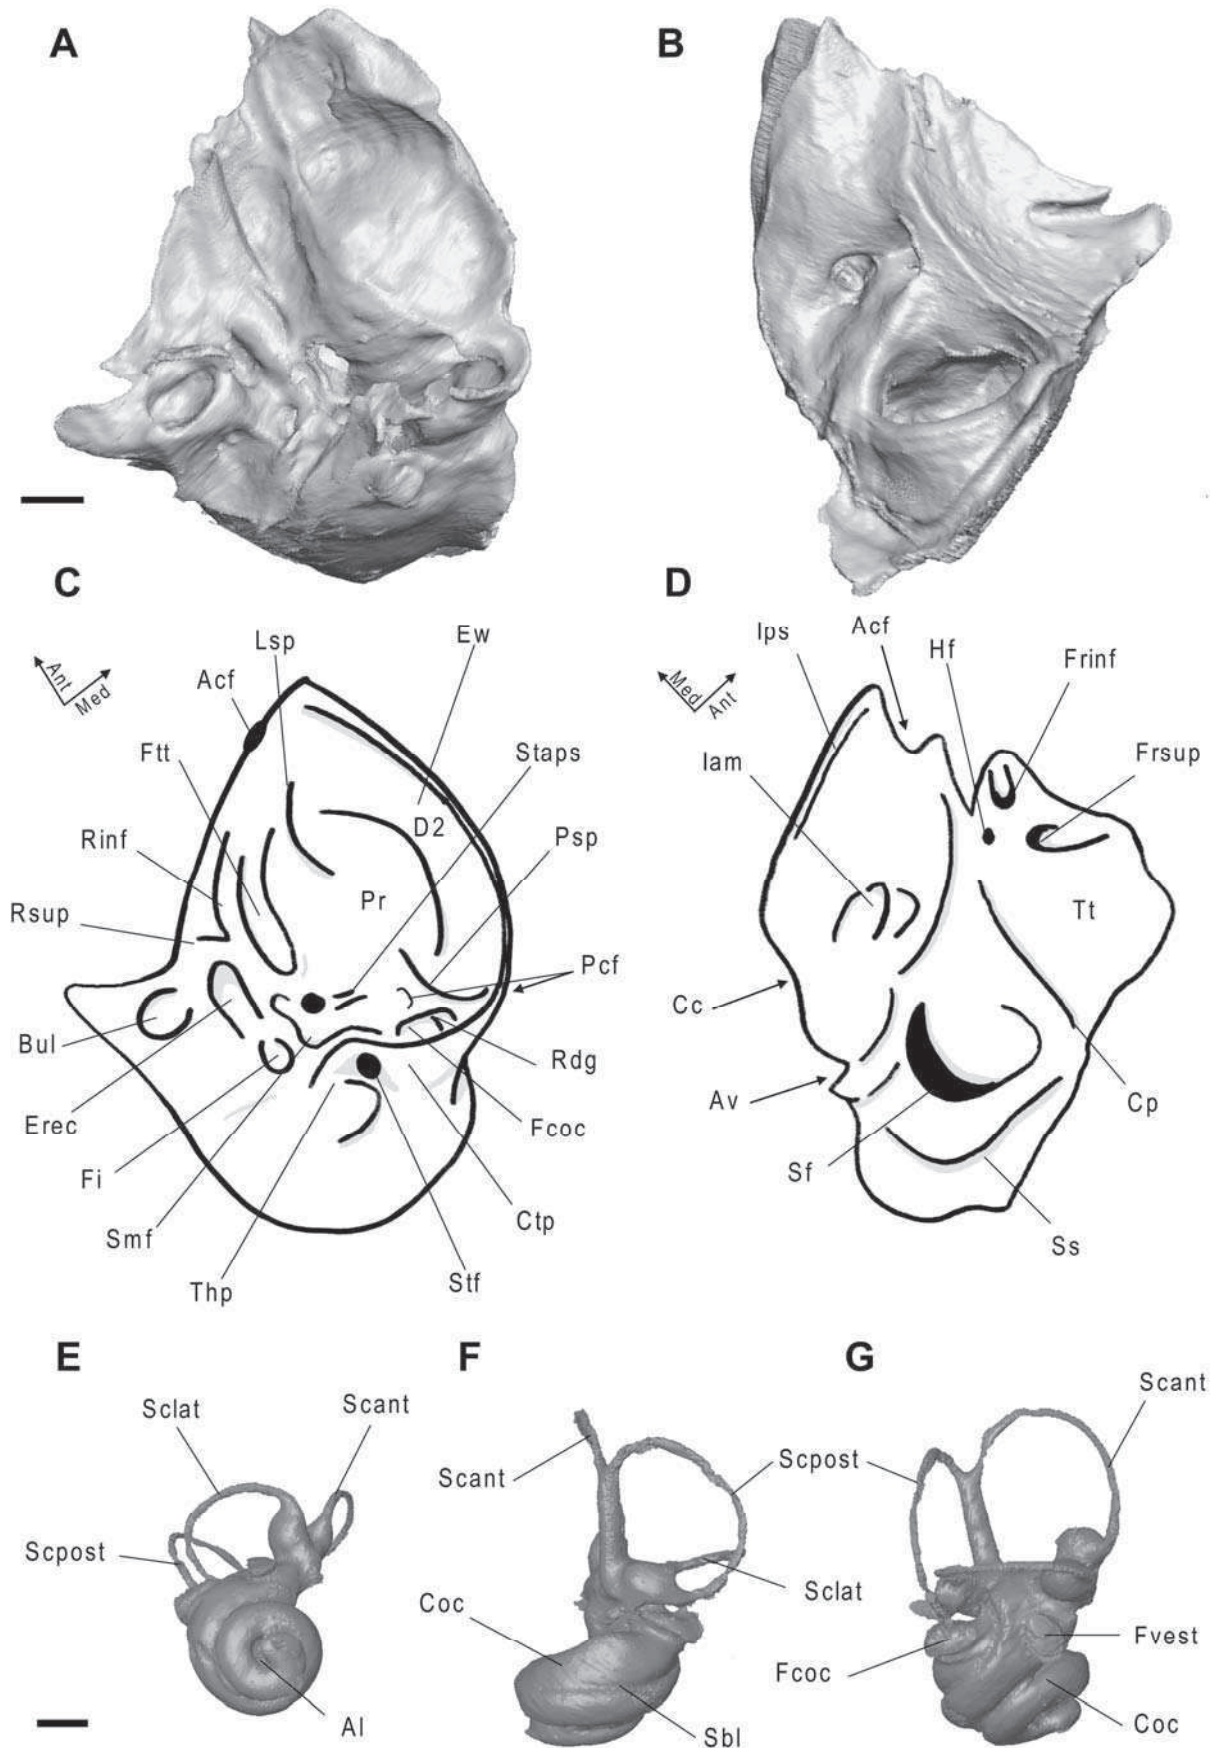 A
B
C
D
Ant
Med
Acf
Lsp
Ew
Ftt
Staps
D2
Psp
Rinf
Pr
Rsup
Pcf
Bul
Rdg
Erec
Fcoc
Fi
Smf
Ctp
Thp
Stf
Med
Ant
Ips
Acf
Hf
Frinf
Iam
Frsup
Tt
Cc
Av
Cp
Sf
Ss
E
F
G
Sclat
Scant
Scpost
Al
Scant
Scpost
Coc
Sclat
Sbl
Scant
Fcoc
Fvest
Coc